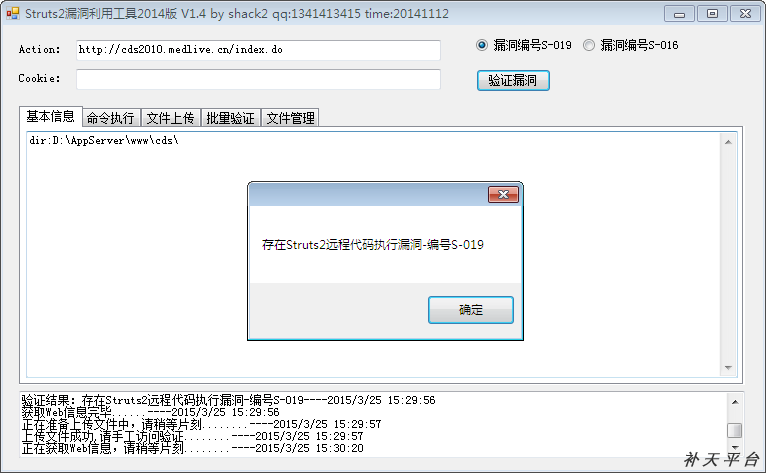 Struts2漏洞利用工具2014版 V1.4 by shack2 qq:1341413415 time:20141112
Action: http://cds2010.medlive.cn/index.do
漏洞编号S-019 漏洞编号S-016
Cookie:
验证漏洞
基本信息 命令执行 文件上传 批量验证 文件管理
dir:D:\AppServer\www\cds\
存在Struts2远程代码执行漏洞-编号S-019
确定
验证结果: 存在Struts2远程代码执行漏洞-编号S-019----2015/3/25 15:29:56
获取Web信息完毕......----2015/3/25 15:29:56
正在准备上传文件中,请稍等片刻........----2015/3/25 15:29:57
上传文件成功,请手工访问验证........----2015/3/25 15:29:57
正在获取Web信息,请稍等片刻........----2015/3/25 15:30:20
补天平台